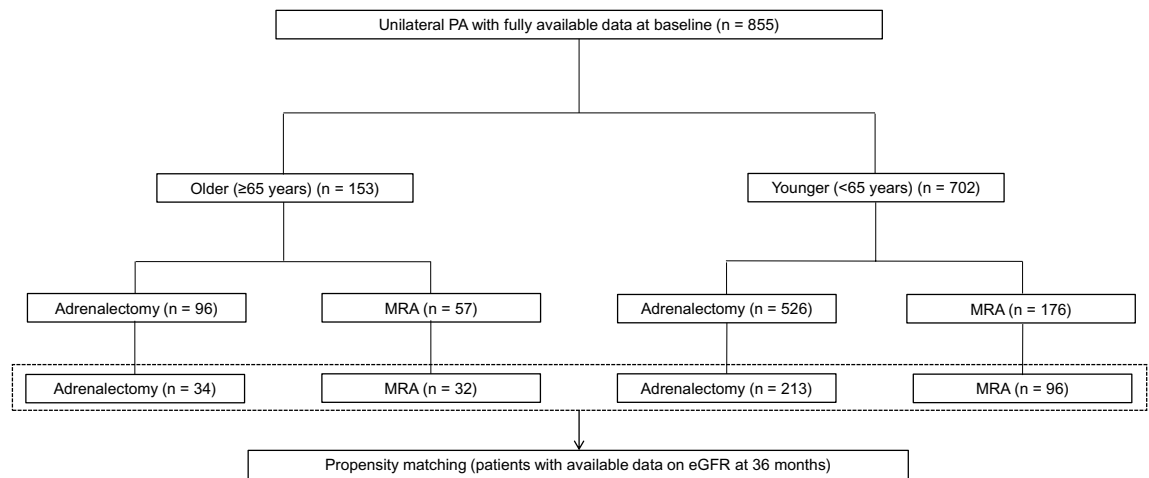 Unilateral PA with fully available data at baseline (n = 855)
Older (≥65 years) (n = 153)
Younger (<65 years) (n = 702)
Adrenalectomy (n = 96)
MRA (n = 57)
Adrenalectomy (n = 526)
MRA (n = 176)
Adrenalectomy (n = 34)
MRA (n = 32)
Adrenalectomy (n = 213)
MRA (n = 96)
Propensity matching (patients with available data on eGFR at 36 months)